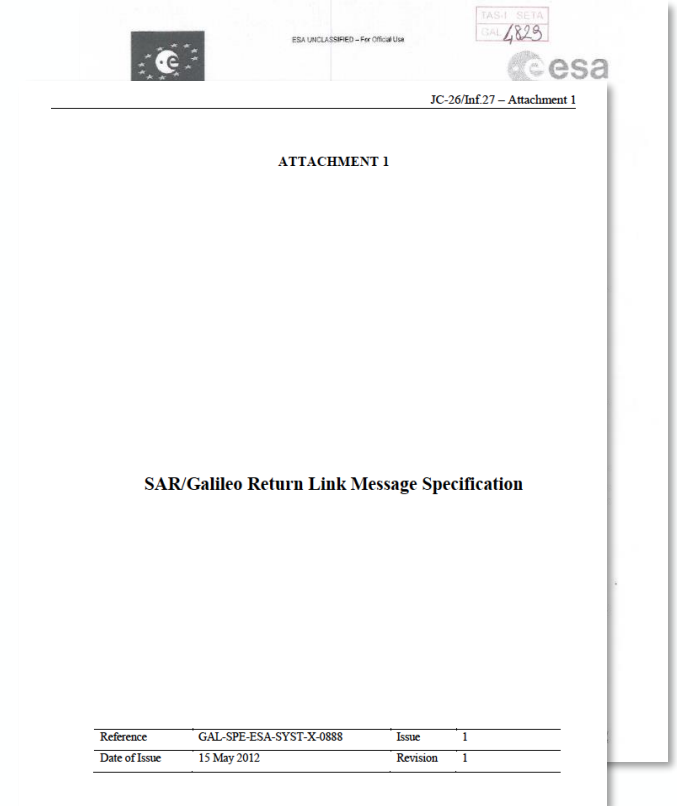 TAS-I SETA
GAL 4829
ESA UNCLASSIFIED – For Official Use
e
esa
JC-26/Inf.27 – Attachment 1
ATTACHMENT 1
SAR/Galileo Return Link Message Specification
Reference GAL-SPE-ESA-SYST-X-0888 Issue 1
Date of Issue 15 May 2012 Revision 1